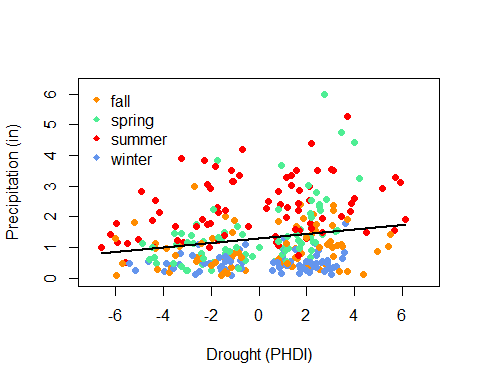 fall
spring
summer
winter
Precipitation (in)
0
1
2
3
4
5
6
-6
-4
-2
0
2
4
6
Drought (PHDI)